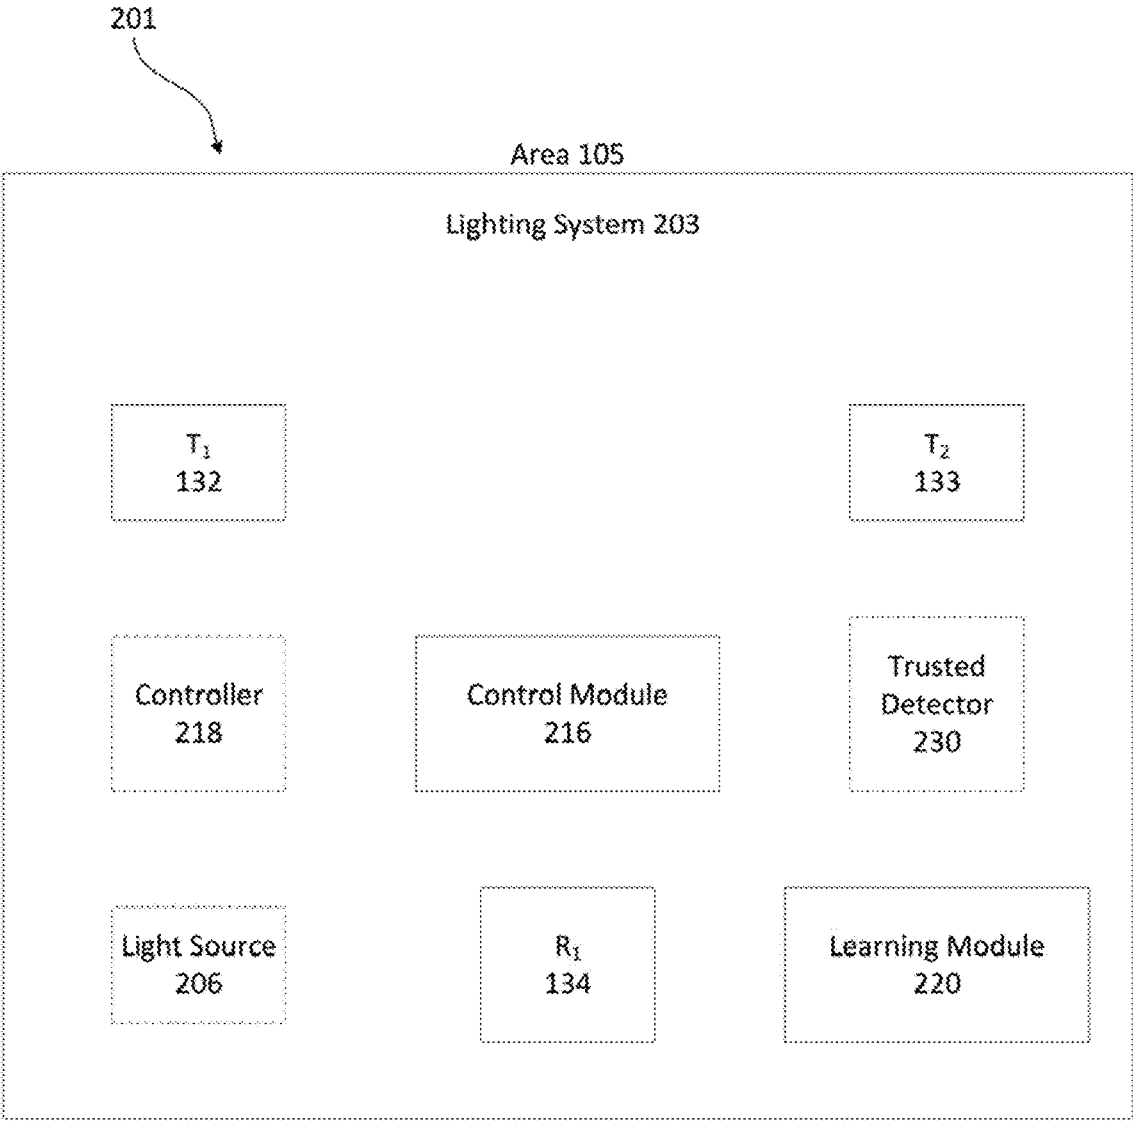 201
Area 105
Lighting System 203
T₁
132
T₂
133
Controller
218
Control Module
216
Trusted
Detector
230
Light Source
206
R₁
134
Learning Module
220